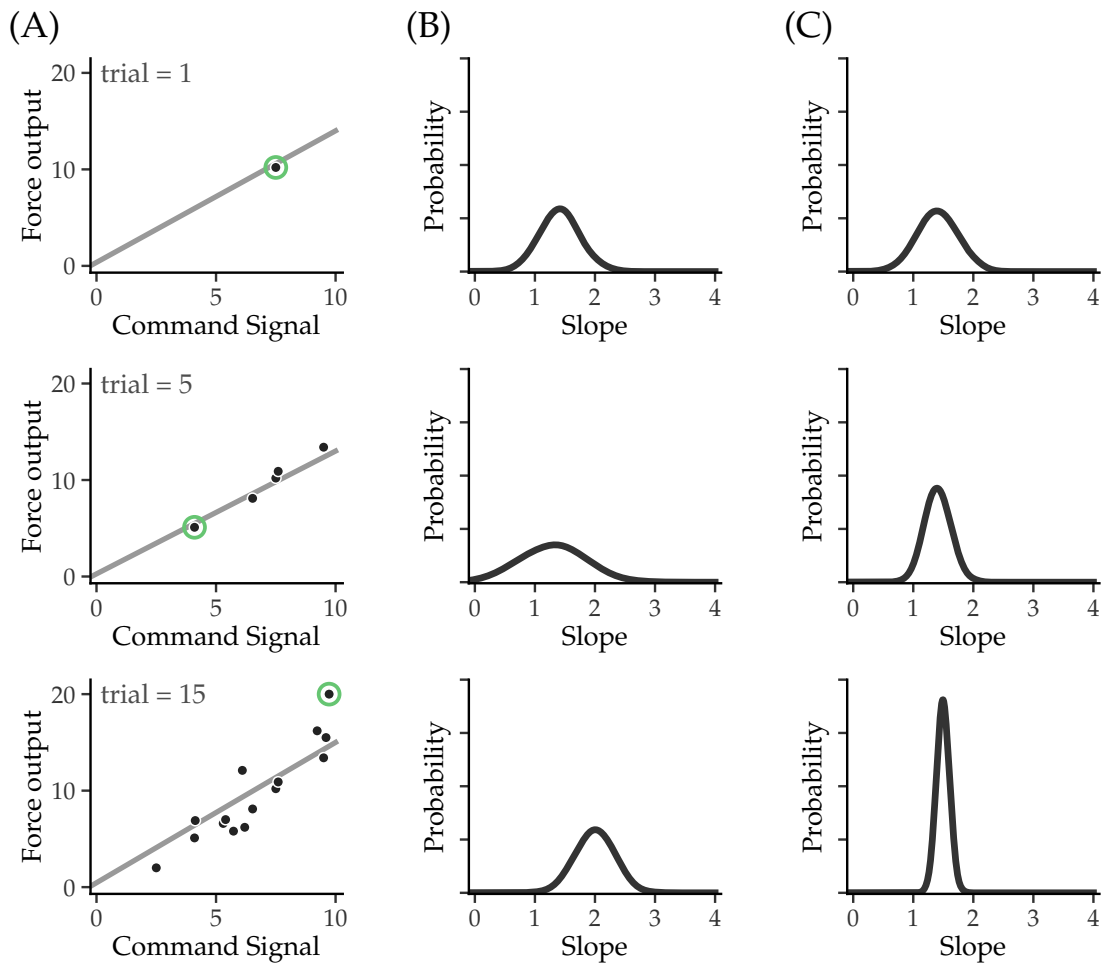 (A)
(B)
(C)
Force output
20
10
0
trial = 1
0 5 10
Command Signal
Probability
0 1 2 3 4
Slope
Probability
0 1 2 3 4
Slope
Force output
20
10
0
trial = 5
0 5 10
Command Signal
Probability
0 1 2 3 4
Slope
Probability
0 1 2 3 4
Slope
Force output
20
10
0
trial = 15
0 5 10
Command Signal
Probability
0 1 2 3 4
Slope
Probability
0 1 2 3 4
Slope